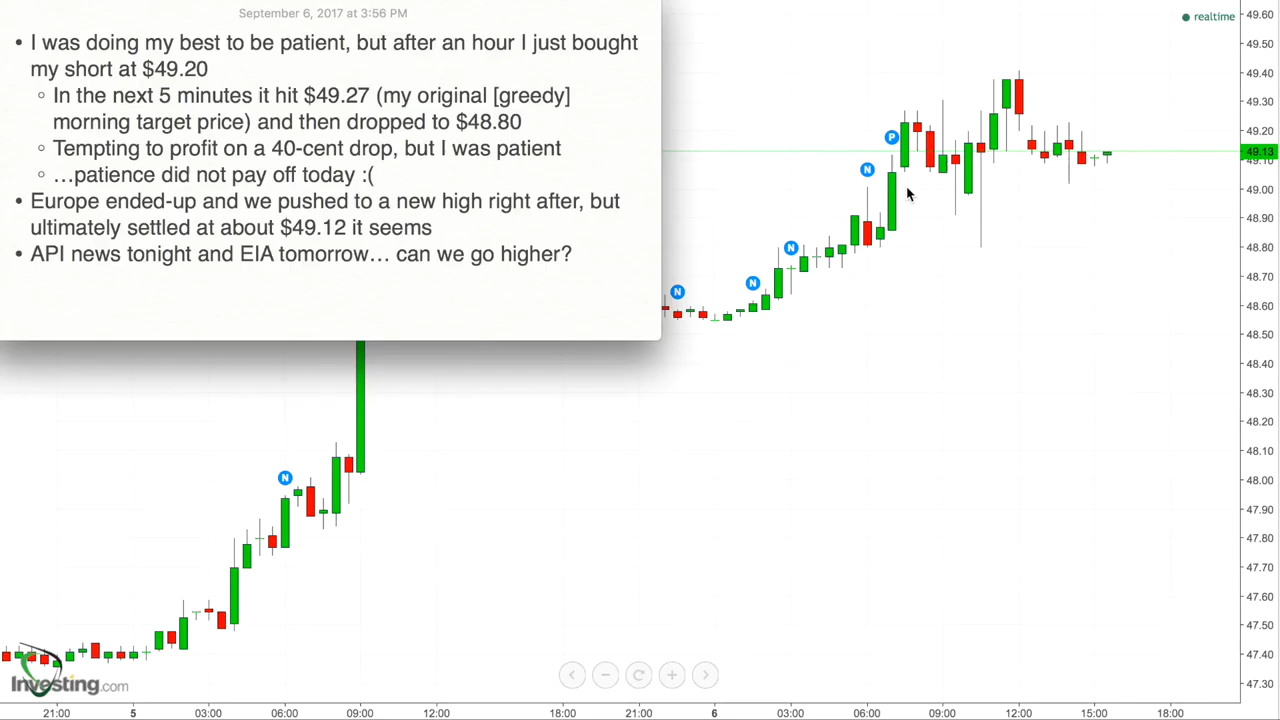 September 6, 2017 at 3:56 PM
• I was doing my best to be patient, but after an hour I just bought
my short at $49.20
◦ In the next 5 minutes it hit $49.27 (my original [greedy]
morning target price) and then dropped to $48.80
◦ Tempting to profit on a 40-cent drop, but I was patient
◦ …patience did not pay off today :(
• Europe ended-up and we pushed to a new high right after, but
ultimately settled at about $49.12 it seems
• API news tonight and EIA tomorrow… can we go higher?
realtime
49.60
49.50
49.40
49.30
49.20
49.13
49.10
49.00
48.90
48.80
48.70
48.60
48.50
48.40
48.30
48.20
48.10
48.00
47.90
47.80
47.70
47.60
47.50
47.40
47.30
P
N
N
N
N
N
Investing.com
21:00 5 03:00 06:00 09:00 12:00 18:00 21:00 6 03:00 06:00 09:00 12:00 15:00 18:00